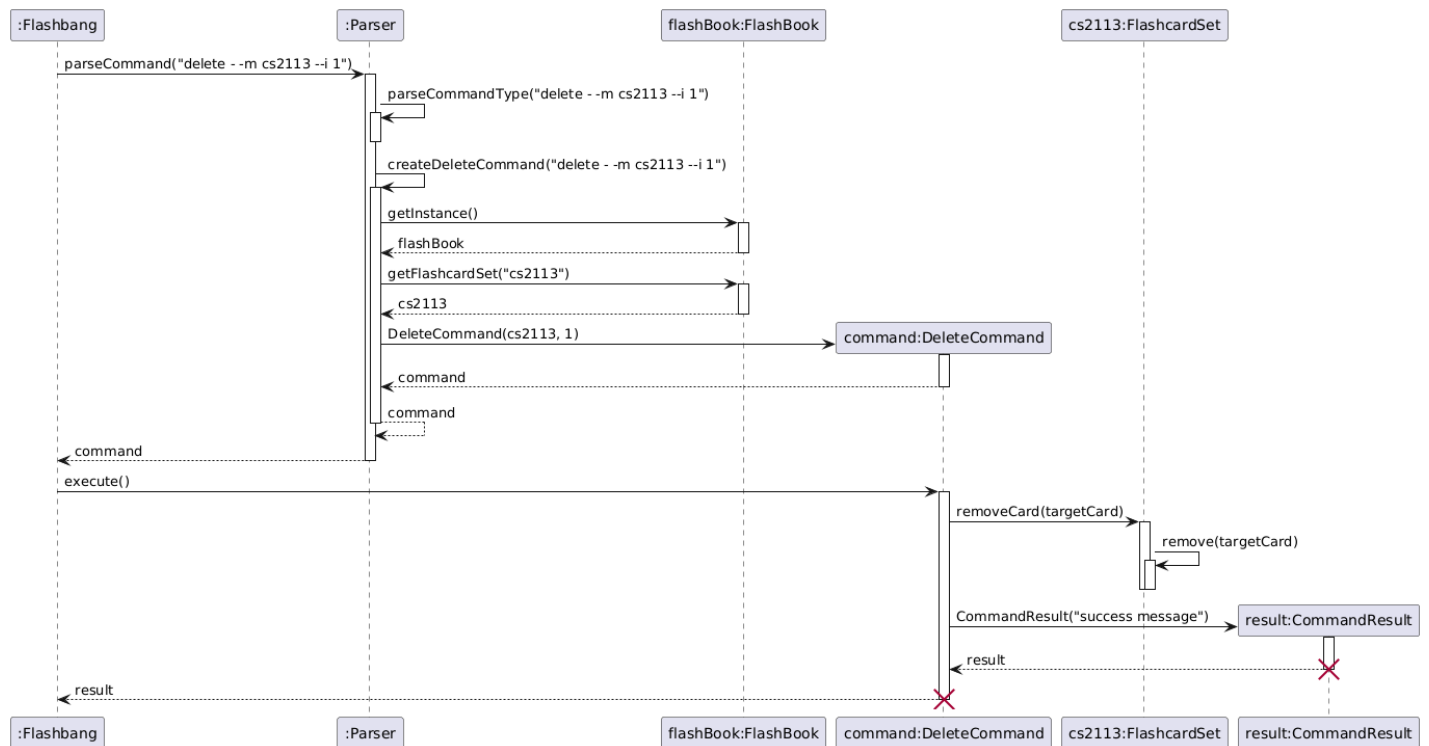 :Flashbang
:Parser
flashBook:FlashBook
cs2113:FlashcardSet
parseCommand("delete - -m cs2113 --i 1")
parseCommandType("delete - -m cs2113 --i 1")
createDeleteCommand("delete - -m cs2113 --i 1")
getInstance()
flashBook
getFlashcardSet("cs2113")
cs2113
DeleteCommand(cs2113, 1)
command:DeleteCommand
command
command
command
execute()
removeCard(targetCard)
remove(targetCard)
CommandResult("success message")
result:CommandResult
result
result
:Flashbang
:Parser
flashBook:FlashBook
command:DeleteCommand
cs2113:FlashcardSet
result:CommandResult